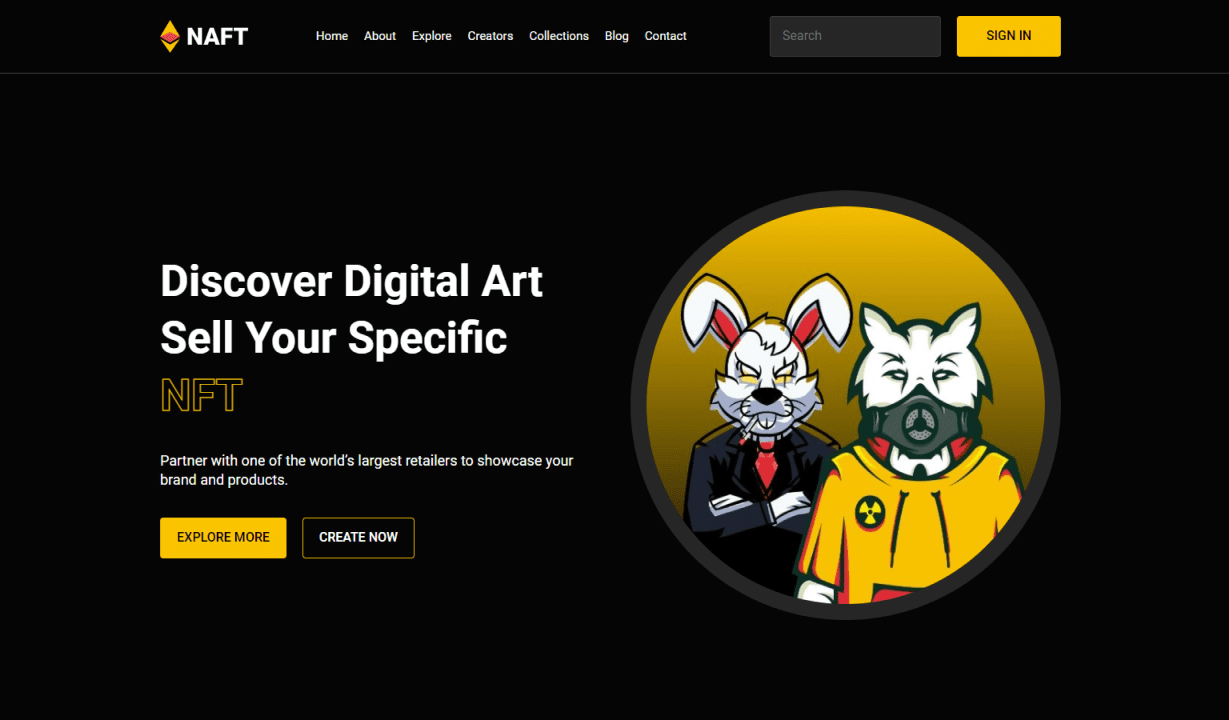 NAFT
Home About Explore Creators Collections Blog Contact
Search
SIGN IN
Discover Digital Art
Sell Your Specific
NFT
Partner with one of the world’s largest retailers to showcase your
brand and products.
EXPLORE MORE
CREATE NOW